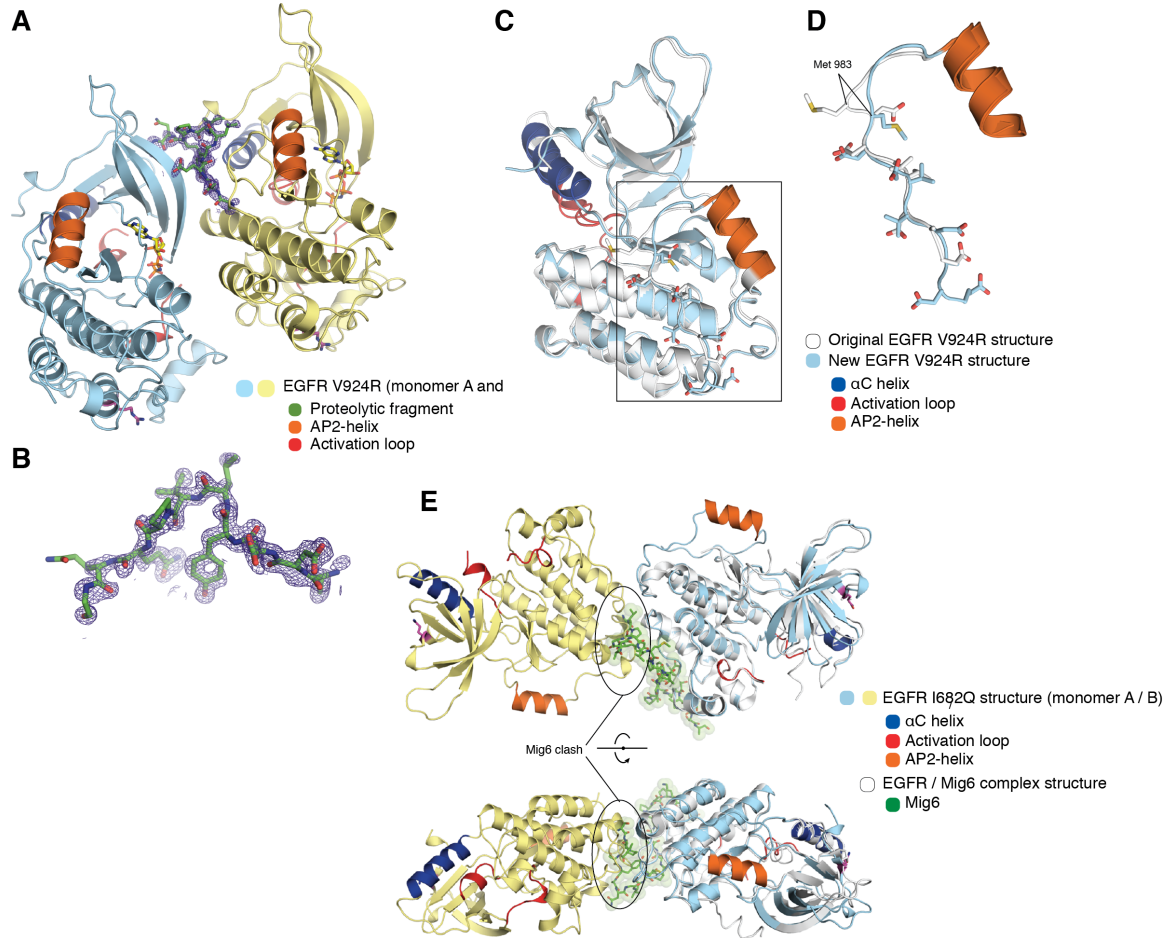 A
C
D
Met 983
Original EGFR V924R structure
New EGFR V924R structure
αC helix
Activation loop
AP2-helix
EGFR V924R (monomer A and
Proteolytic fragment
AP2-helix
Activation loop
B
E
Mig6 clash
EGFR I682Q structure (monomer A / B)
αC helix
Activation loop
AP2-helix
EGFR / Mig6 complex structure
Mig6